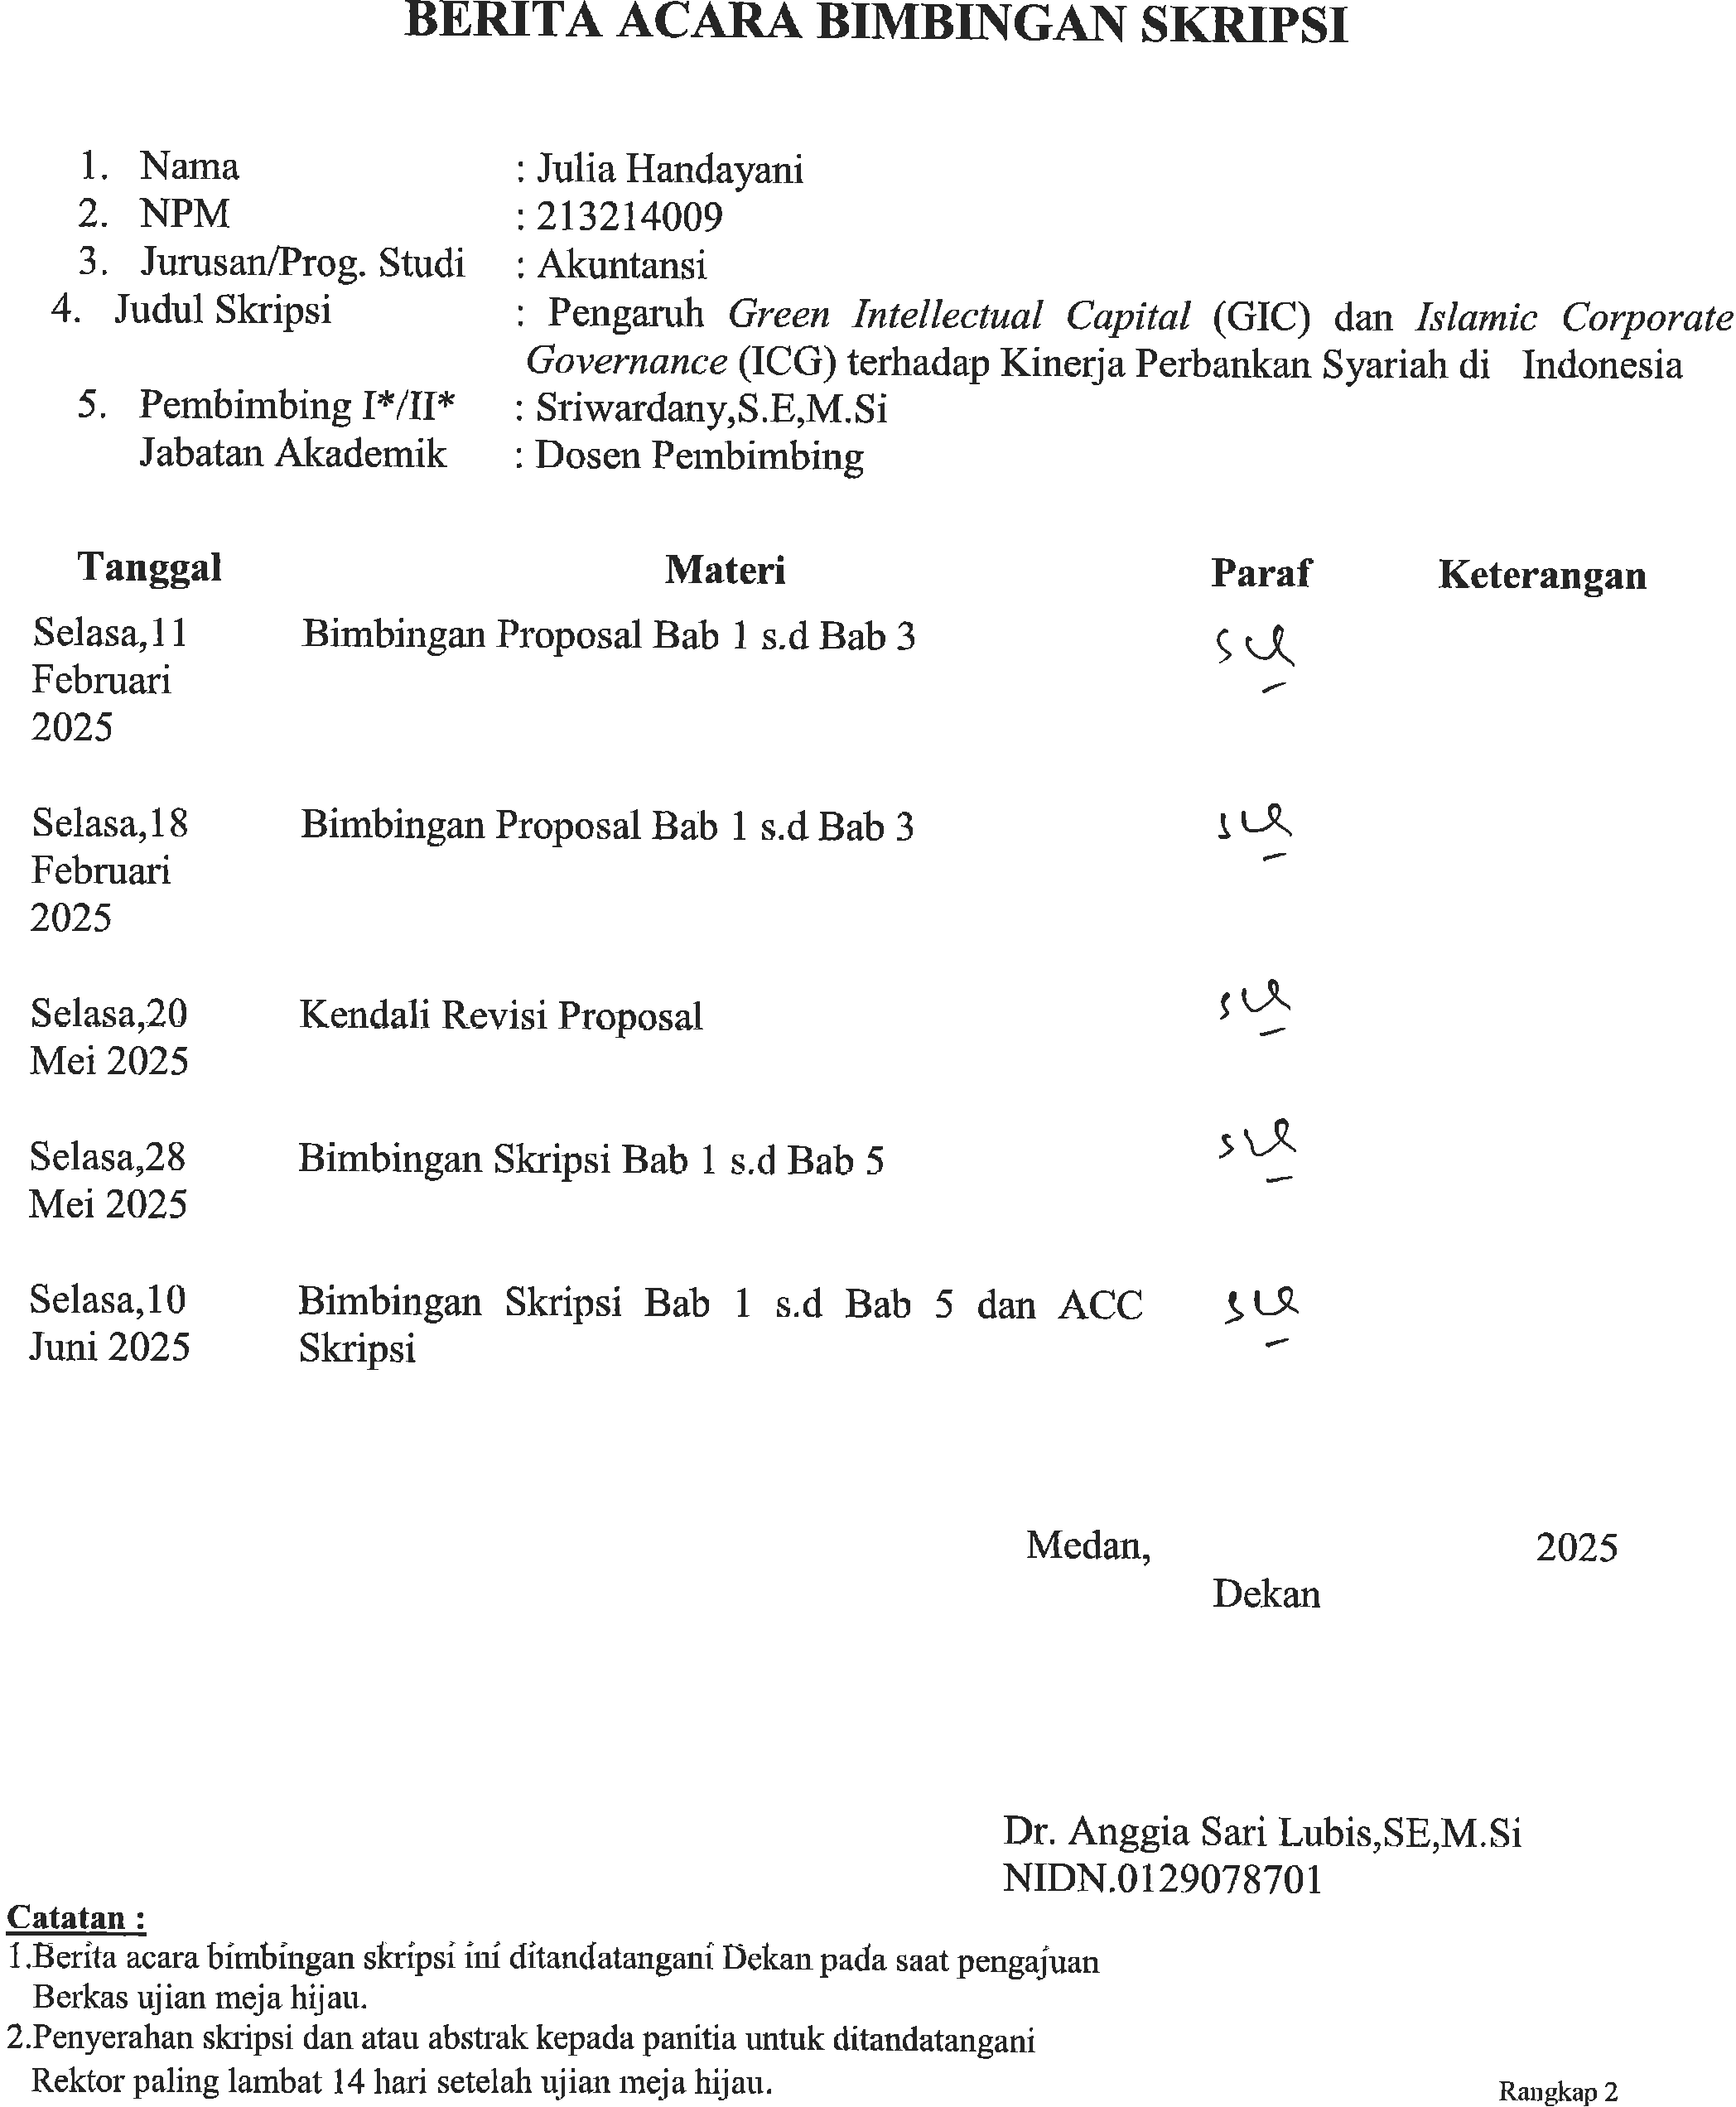 BERITA ACARA BIMBINGAN SKRIPSI
1. Nama : Julia Handayani
2. NPM : 213214009
3. Jurusan/Prog. Studi : Akuntansi
4. Judul Skripsi : Pengaruh Green Intellectual Capital (GIC) dan Islamic Corporate
Governance (ICG) terhadap Kinerja Perbankan Syariah di Indonesia
5. Pembimbing I*/II* : Sriwardany,S.E,M.Si
Jabatan Akademik : Dosen Pembimbing
Tanggal Materi Paraf Keterangan
Selasa,11 Bimbingan Proposal Bab 1 s.d Bab 3
Februari
2025
Selasa,18 Bimbingan Proposal Bab 1 s.d Bab 3
Februari
2025
Selasa,20 Kendali Revisi Proposal
Mei 2025
Selasa,28 Bimbingan Skripsi Bab 1 s.d Bab 5
Mei 2025
Selasa,10 Bimbingan Skripsi Bab 1 s.d Bab 5 dan ACC
Juni 2025 Skripsi
Medan, 2025
Dekan
Dr. Anggia Sari Lubis,SE,M.Si
NIDN.0129078701
Catatan :
1.Berita acara bimbingan skripsi ini ditandatangani Dekan pada saat pengajuan
Berkas ujian meja hijau.
2.Penyerahan skripsi dan atau abstrak kepada panitia untuk ditandatangani
Rektor paling lambat 14 hari setelah ujian meja hijau.
Rangkap 2